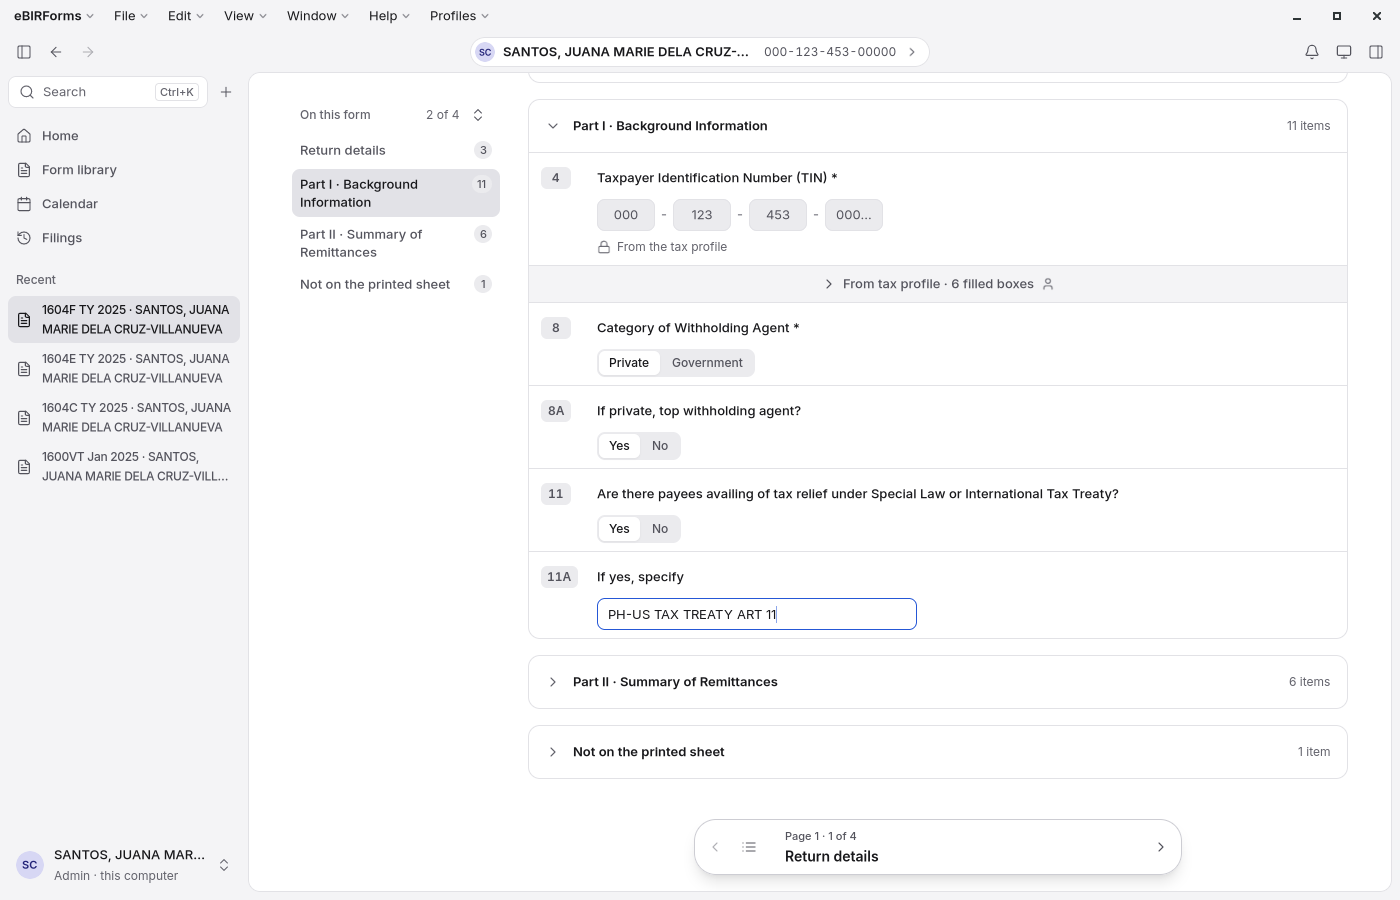 eBIRForms
File
Edit
View
Window
Help
Profiles
SC
SANTOS, JUANA MARIE DELA CRUZ-...
000-123-453-00000
Search
Ctrl+K
Home
Form library
Calendar
Filings
Recent
1604F TY 2025 · SANTOS, JUANA
MARIE DELA CRUZ-VILLANUEVA
1604E TY 2025 · SANTOS, JUANA
MARIE DELA CRUZ-VILLANUEVA
1604C TY 2025 · SANTOS, JUANA
MARIE DELA CRUZ-VILLANUEVA
1600VT Jan 2025 · SANTOS,
JUANA MARIE DELA CRUZ-VILL...
SC
SANTOS, JUANA MAR...
Admin · this computer
On this form
2 of 4
Return details
3
Part I · Background
Information
11
Part II · Summary of
Remittances
6
Not on the printed sheet
1
Part I · Background Information
11 items
4
Taxpayer Identification Number (TIN) *
000 - 123 - 453 - 000...
From the tax profile
From tax profile · 6 filled boxes
8
Category of Withholding Agent *
Private
Government
8A
If private, top withholding agent?
Yes
No
11
Are there payees availing of tax relief under Special Law or International Tax Treaty?
Yes
No
11A
If yes, specify
PH-US TAX TREATY ART 11
Part II · Summary of Remittances
6 items
Not on the printed sheet
1 item
Page 1 · 1 of 4
Return details